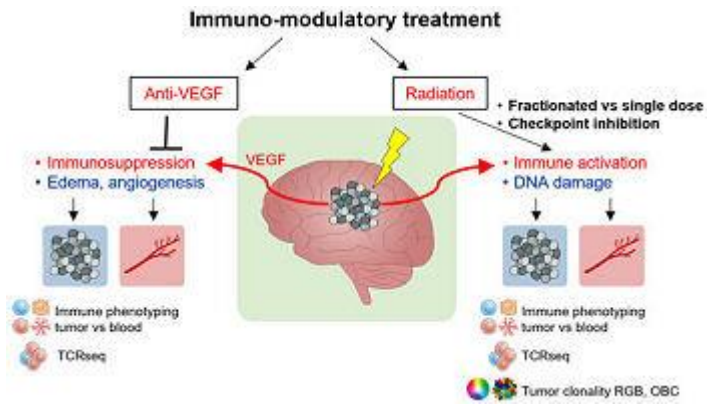 Immuno-modulatory treatment
Anti-VEGF
Radiation
• Fractionated vs single dose
• Checkpoint inhibition
• Immunosuppression
• Edema, angiogenesis
VEGF
• Immune activation
• DNA damage
Immune phenotyping
tumor vs blood
TCRseq
Immune phenotyping
tumor vs blood
TCRseq
Tumor clonality RGB, OBC